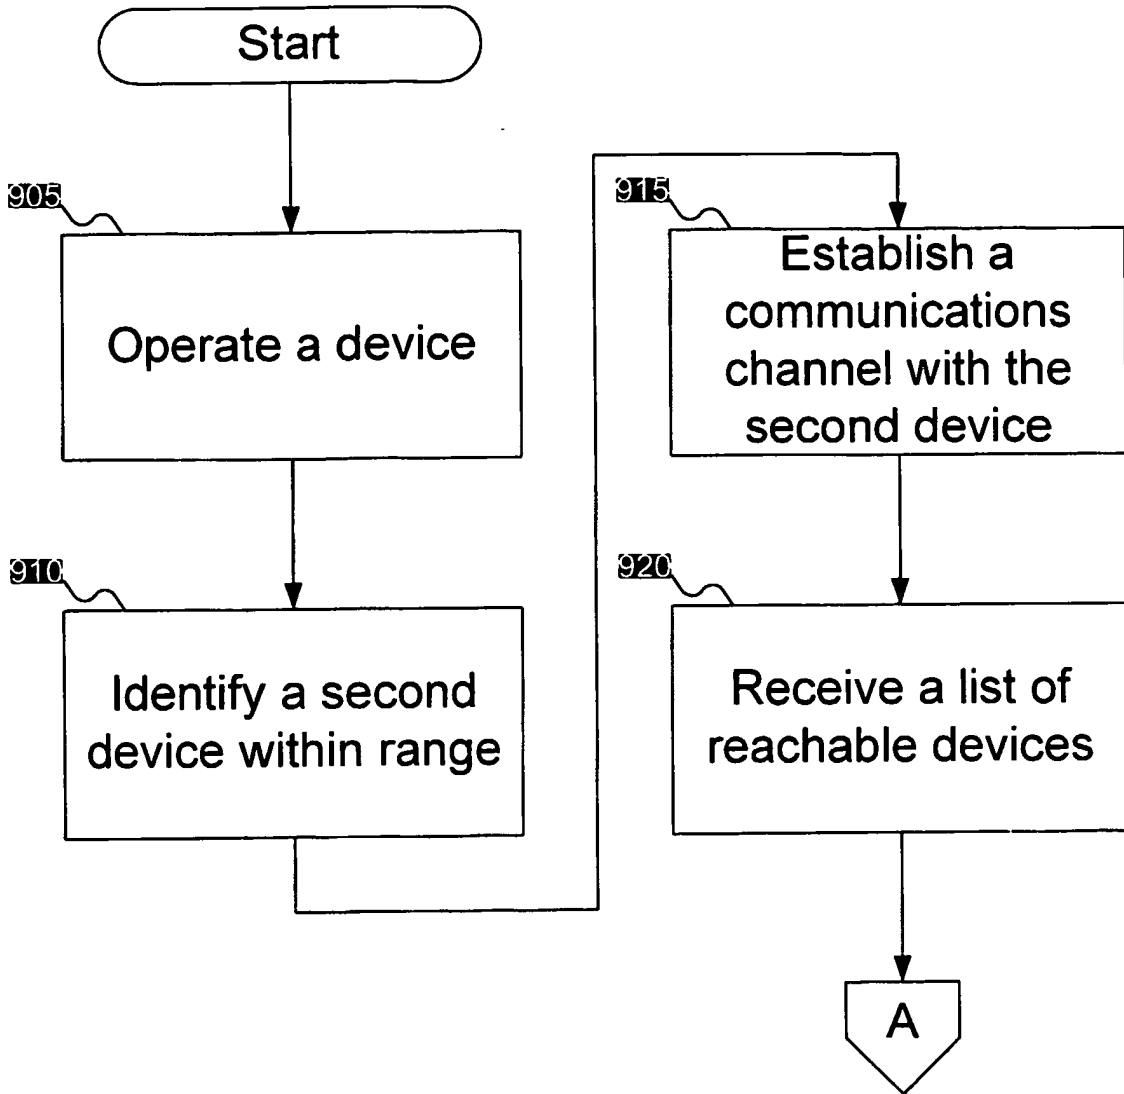 Start
905
Operate a device
910
Identify a second
device within range
915
Establish a
communications
channel with the
second device
920
Receive a list of
reachable devices
A